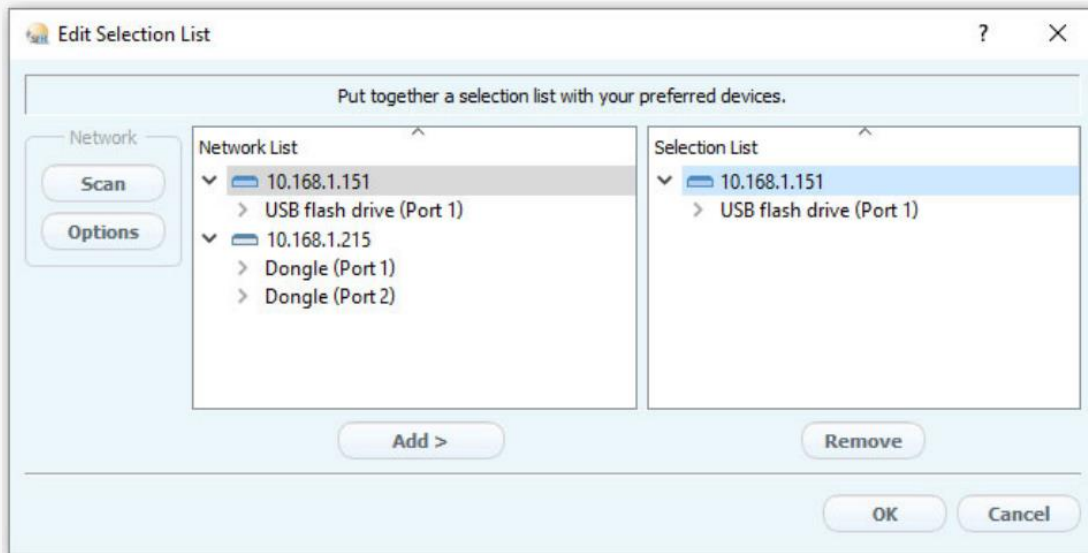 Edit Selection List
?
Put together a selection list with your preferred devices.
Network
Scan
Options
Network List
10.168.1.151
USB flash drive (Port 1)
10.168.1.215
Dongle (Port 1)
Dongle (Port 2)
Add >
Selection List
10.168.1.151
USB flash drive (Port 1)
Remove
OK
Cancel